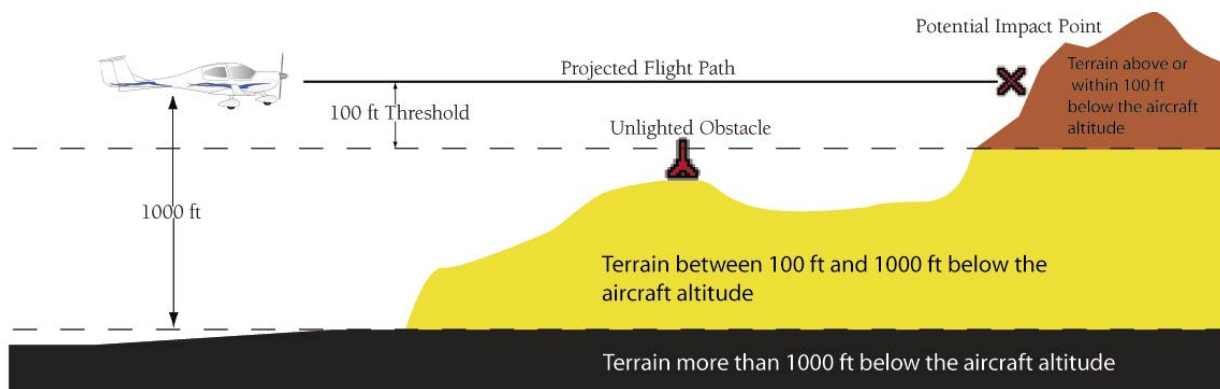 Potential Impact Point
Projected Flight Path
Terrain above or
within 100 ft
below the aircraft
altitude
100 ft Threshold
Unlighted Obstacle
1000 ft
Terrain between 100 ft and 1000 ft below the
aircraft altitude
Terrain more than 1000 ft below the aircraft altitude